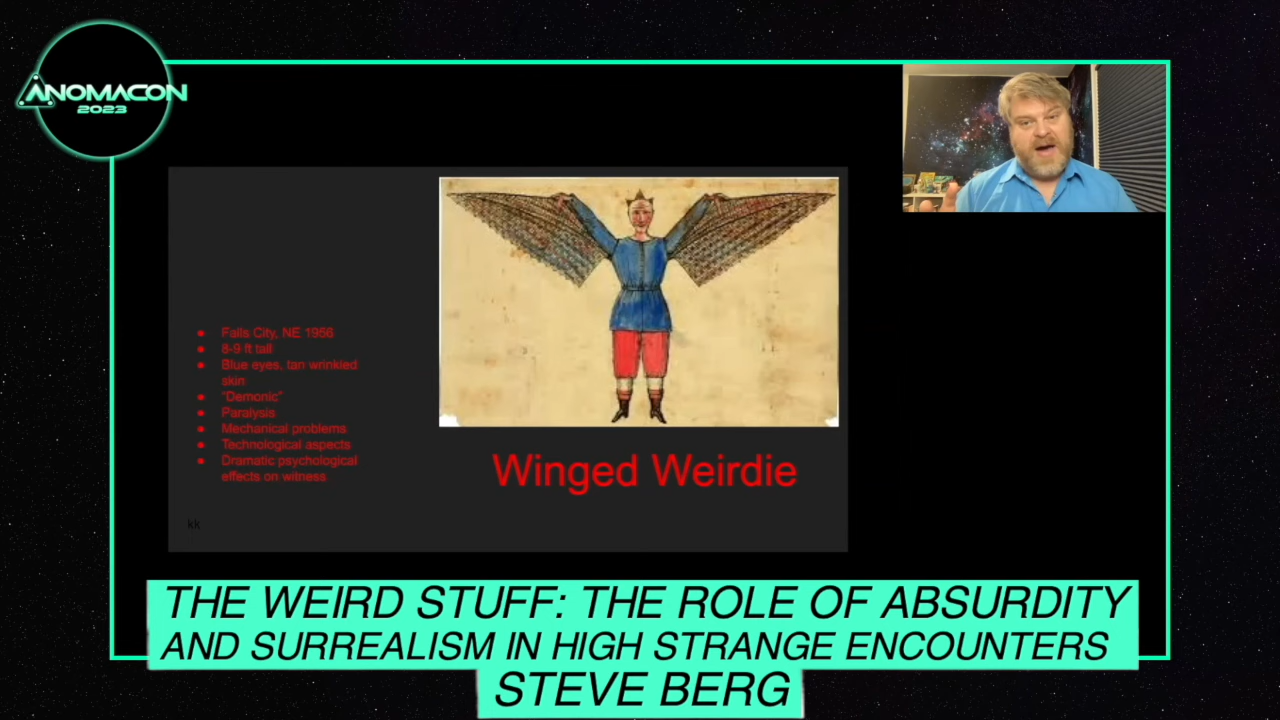 ANOMACON
2023
● Falls City, NE 1956
● 8-9 ft tall
● Blue eyes, tan wrinkled
skin
● "Demonic"
● Paralysis
● Mechanical problems
● Technological aspects
● Dramatic psychological
effects on witness
Winged Weirdie
kk
THE WEIRD STUFF: THE ROLE OF ABSURDITY
AND SURREALISM IN HIGH STRANGE ENCOUNTERS
STEVE BERG